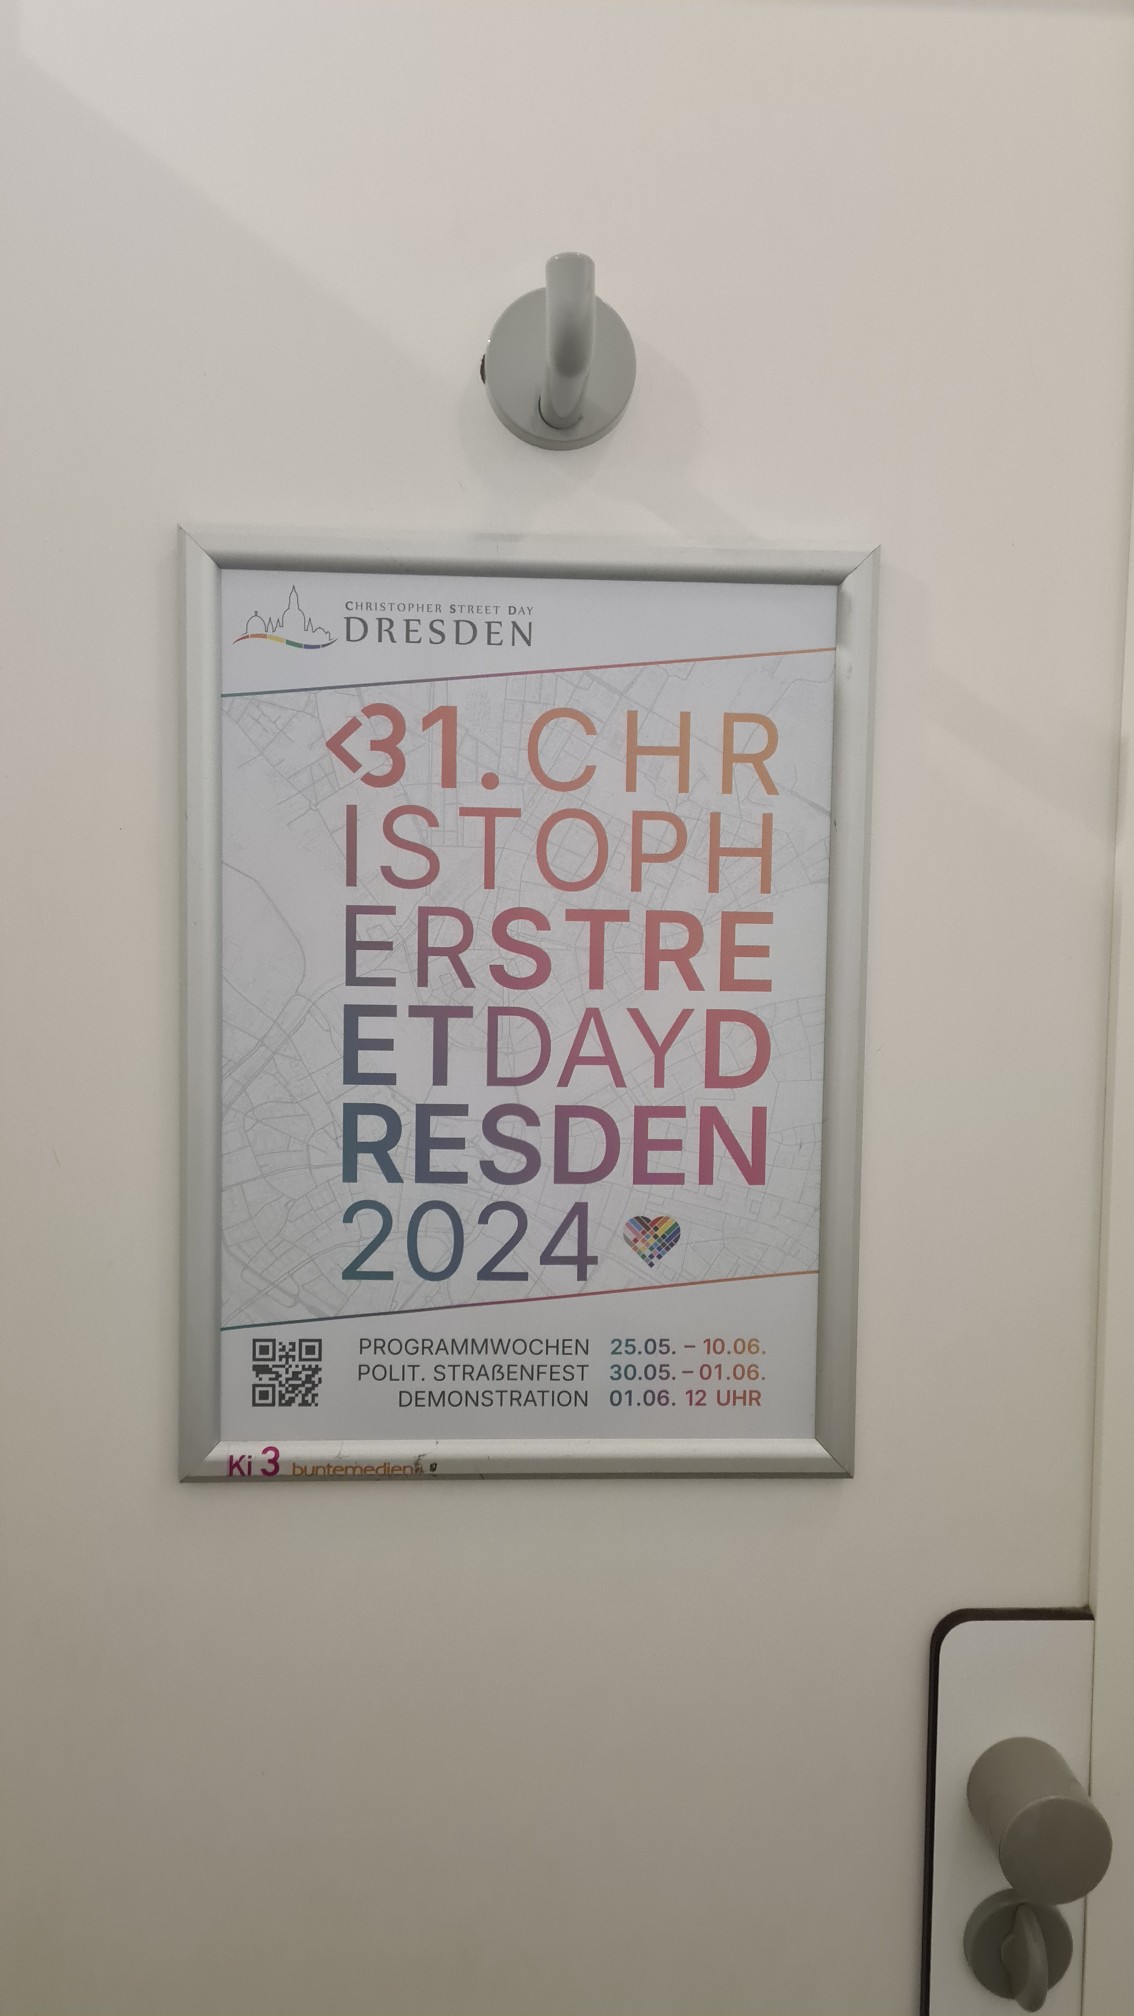 CHRISTOPHER STREET DAY
DRESDEN
<31. CHR
ISTOPH
ERSTRE
ETDAYD
RESDEN
2024
PROGRAMMWOCHEN 25.05. – 10.06.
POLIT. STRAßENFEST 30.05. – 01.06.
DEMONSTRATION 01.06. 12 UHR
Ki 3 buntemedien